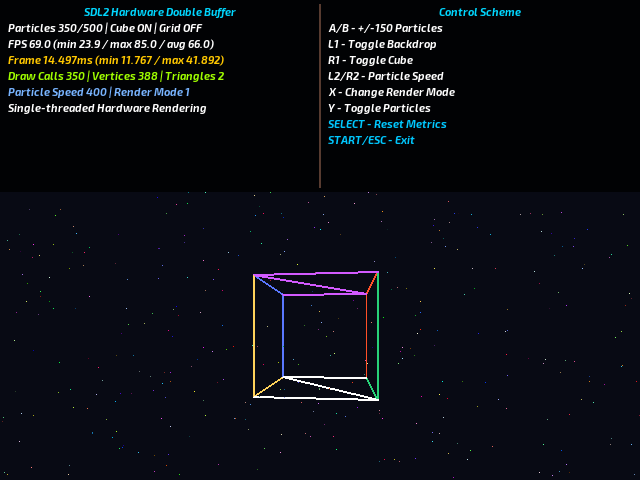 SDL2 Hardware Double Buffer
Particles 350/500 | Cube ON | Grid OFF
FPS 69.0 (min 23.9 / max 85.0 / avg 66.0)
Frame 14.497ms (min 11.767 / max 41.892)
Draw Calls 350 | Vertices 388 | Triangles 2
Particle Speed 400 | Render Mode 1
Single-threaded Hardware Rendering
Control Scheme
A/B - +/-150 Particles
L1 - Toggle Backdrop
R1 - Toggle Cube
L2/R2 - Particle Speed
X - Change Render Mode
Y - Toggle Particles
SELECT - Reset Metrics
START/ESC - Exit